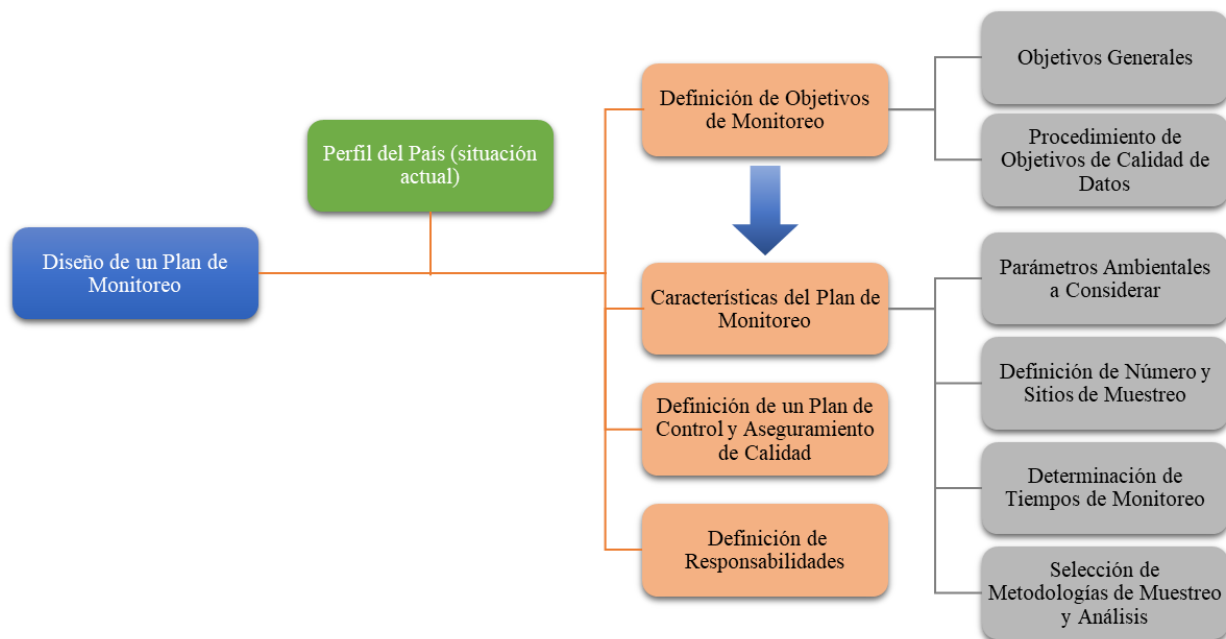 Diseño de un Plan de
Monitoreo
Perfil del País (situación
actual)
Definición de Objetivos
de Monitoreo
Características del Plan de
Monitoreo
Definición de un Plan de
Control y Aseguramiento
de Calidad
Definición de
Responsabilidades
Objetivos Generales
Procedimiento de
Objetivos de Calidad de
Datos
Parámetros Ambientales
a Considerar
Definición de Número y
Sitios de Muestreo
Determinación de
Tiempos de Monitoreo
Selección de
Metodologías de Muestreo
y Análisis